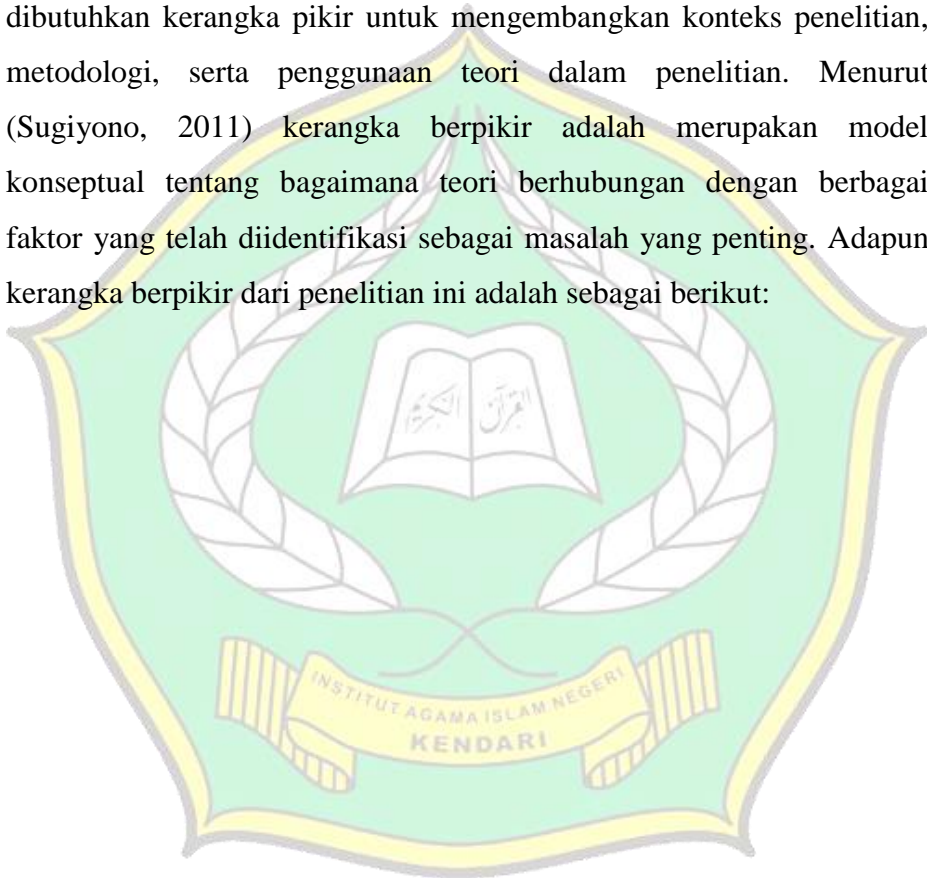 dibutuhkan kerangka pikir untuk mengembangkan konteks penelitian,
metodologi, serta penggunaan teori dalam penelitian. Menurut
(Sugiyono, 2011) kerangka berpikir adalah merupakan model
konseptual tentang bagaimana teori berhubungan dengan berbagai
faktor yang telah diidentifikasi sebagai masalah yang penting. Adapun
kerangka berpikir dari penelitian ini adalah sebagai berikut:
القرآن الكريم
INSTITUT AGAMA ISLAM NEGERI
KENDARI